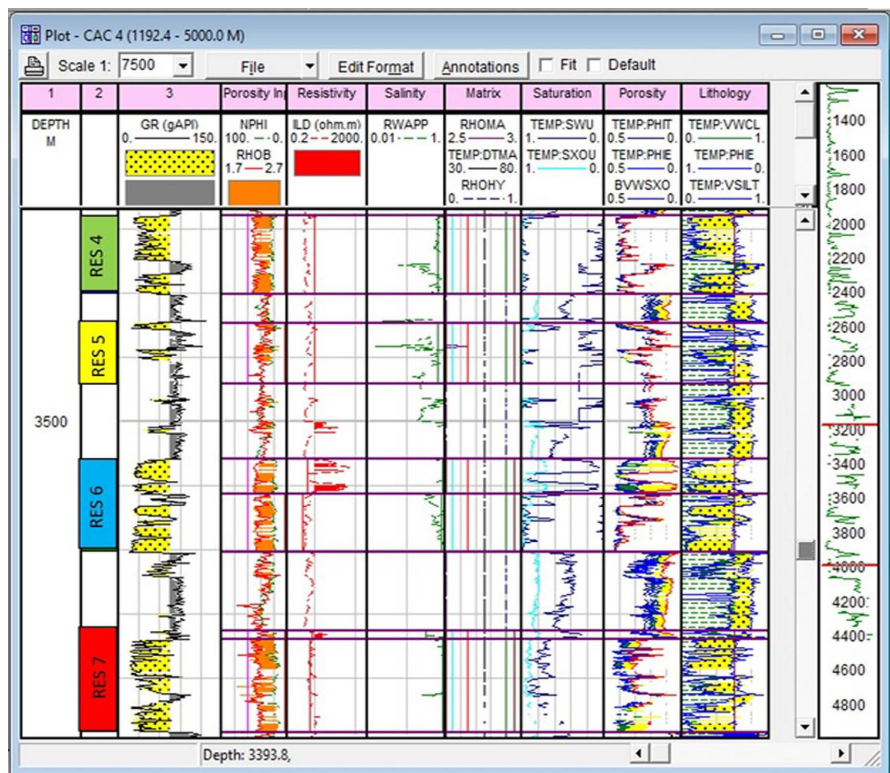 Plot - CAC 4 (1192.4 - 5000.0 M)
Scale 1: 7500 File Edit Format Annotations Fit Default
1 2 3 Porosity Inp Resistivity Salinity Matrix Saturation Porosity Lithology
DEPTH GR (gAPI) NPHI ILD (ohm.m) RWAPP RHOMA TEMP:SWU TEMP:PHIT TEMP:VWCL
M 0. 150. 100. 0. 0.2 2000. 0.01 1. 2.5 3. 1. 0. 0.5 0. 0. 1.
RHOB TEMP:DTMA TEMP:SXOU TEMP:PHIE TEMP:PHIE
1.7 2.7 30. 80. 1. 0. 0.5 0. 1. 0.
RHOHY BVWSXO TEMP:VSILT
0. 1. 0.5 0. 0. 1.
RES 4
RES 5
3500
RES 6
RES 7
1400
1600
1800
2000
2200
2400
2600
2800
3000
3200
3400
3600
3800
4000
4200
4400
4600
4800
Depth: 3393.8,